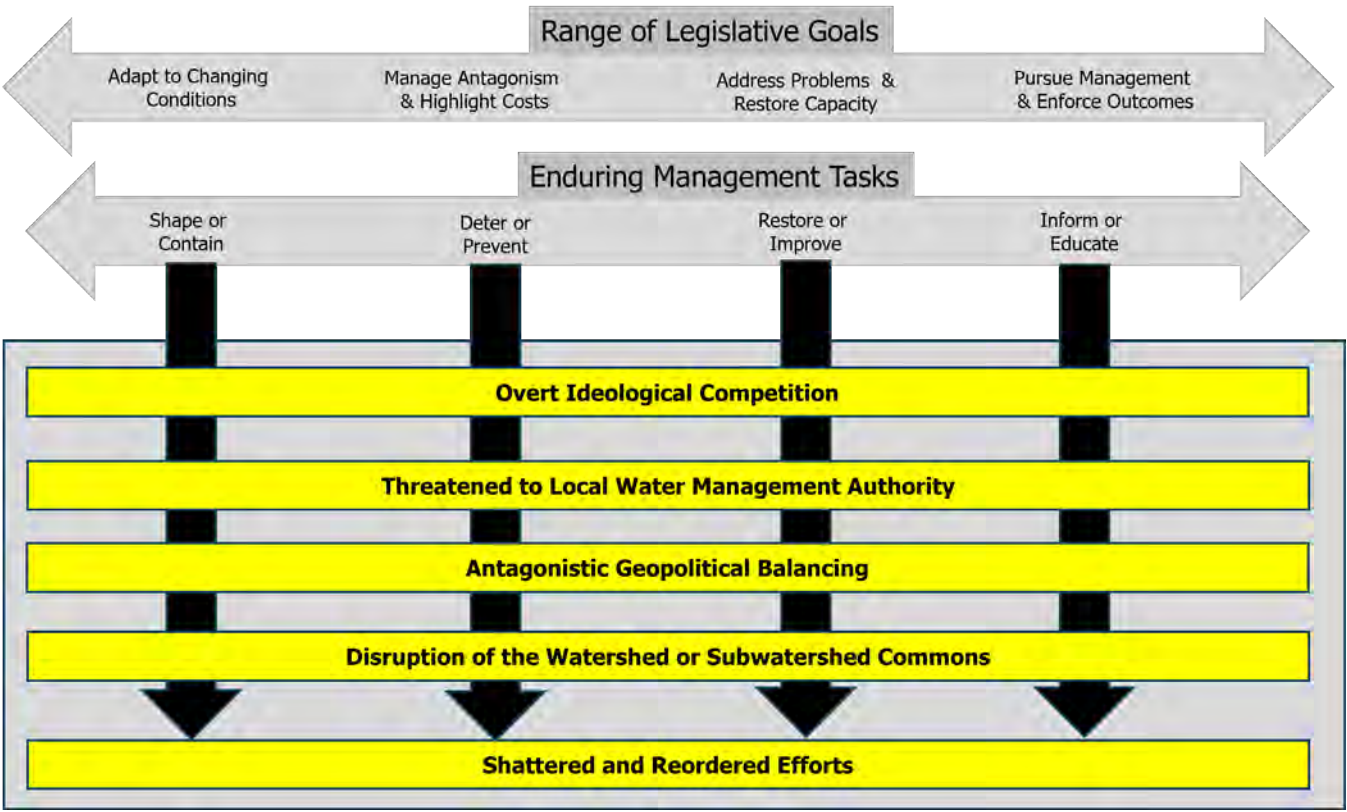 Range of Legislative Goals
Adapt to Changing
Conditions
Manage Antagonism
& Highlight Costs
Address Problems &
Restore Capacity
Pursue Management
& Enforce Outcomes
Enduring Management Tasks
Shape or
Contain
Deter or
Prevent
Restore or
Improve
Inform or
Educate
Overt Ideological Competition
Threatened to Local Water Management Authority
Antagonistic Geopolitical Balancing
Disruption of the Watershed or Subwatershed Commons
Shattered and Reordered Efforts